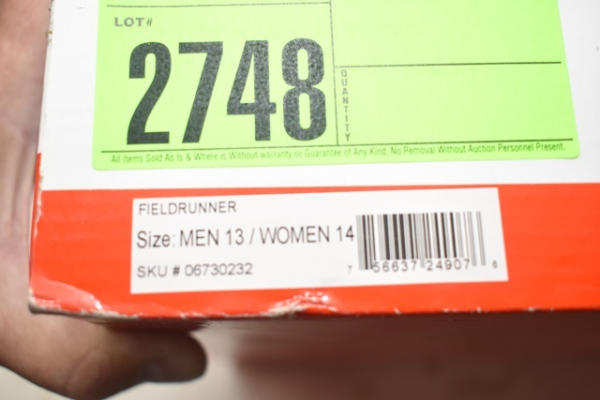 LOT#
2748
QUANTITY
All Items Sold As Is & Where is Without warranty or Guarantee of Any Kind. No Removal Without Auction Personnel Present.
FIELDRUNNER
Size: MEN 13 / WOMEN 14
SKU # 06730232
7 56637 24907 6